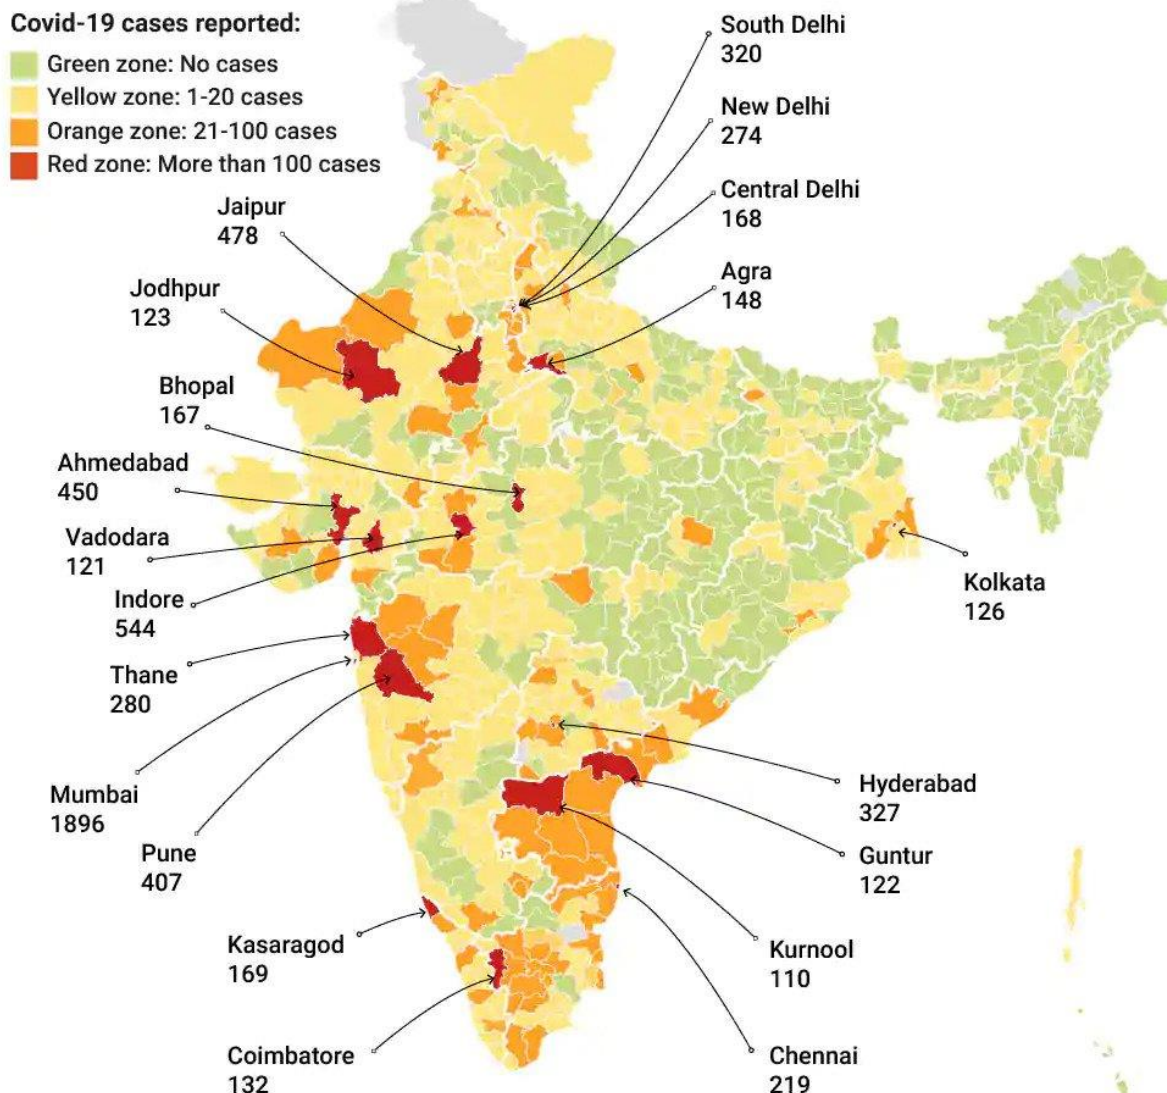 Covid-19 cases reported:
Green zone: No cases
Yellow zone: 1-20 cases
Orange zone: 21-100 cases
Red zone: More than 100 cases
South Delhi
320
New Delhi
274
Central Delhi
168
Agra
148
Jaipur
478
Jodhpur
123
Bhopal
167
Ahmedabad
450
Vadodara
121
Indore
544
Thane
280
Mumbai
1896
Pune
407
Kasaragod
169
Coimbatore
132
Kolkata
126
Hyderabad
327
Guntur
122
Kurnool
110
Chennai
219